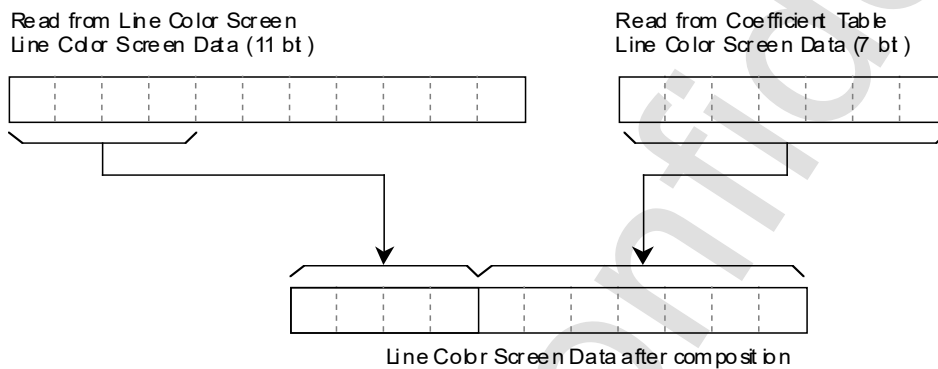 Read from Line Color Screen
Line Color Screen Data (11 bit)
Read from Coefficient Table
Line Color Screen Data (7 bit)
Line Color Screen Data after composition